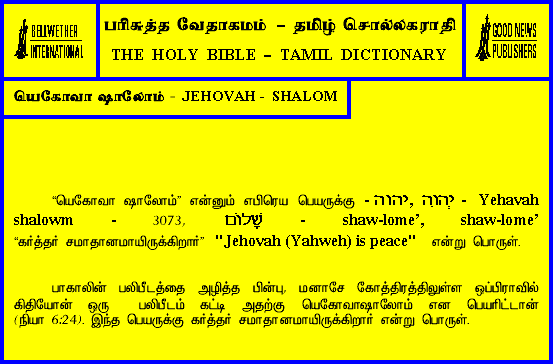 BELLWETHER
INTERNATIONAL
பரிசுத்த வேதாகமம் – தமிழ் சொல்லகராதி
THE HOLY BIBLE – TAMIL DICTIONARY
GOOD NEWS
PUBLISHERS
யெகோவா ஷாலோம் - JEHOVAH - SHALOM
“யெகோவா ஷாலோம்” என்னும் எபிரெய பெயருக்கு - יהוה, יְהוִֹה - Yehavah
shalowm - 3073, שָׁלוֹם - shaw-lome’, shaw-lome’
“கர்த்தர் சமாதானமாயிருக்கிறார்” "Jehovah (Yahweh) is peace" என்று பொருள்.
பாகாலின் பலிபீடத்தை அழித்த பின்பு, மனாசே கோத்திரத்திலுள்ள ஒப்பிராவில்
கிதியோன் ஒரு பலிபீடம் கட்டி அதற்கு யெகோவாஷாலோம் என பெயரிட்டான்
(நியா 6:24). இந்த பெயருக்கு கர்த்தர் சமாதானமாயிருக்கிறார் என்று பொருள்.